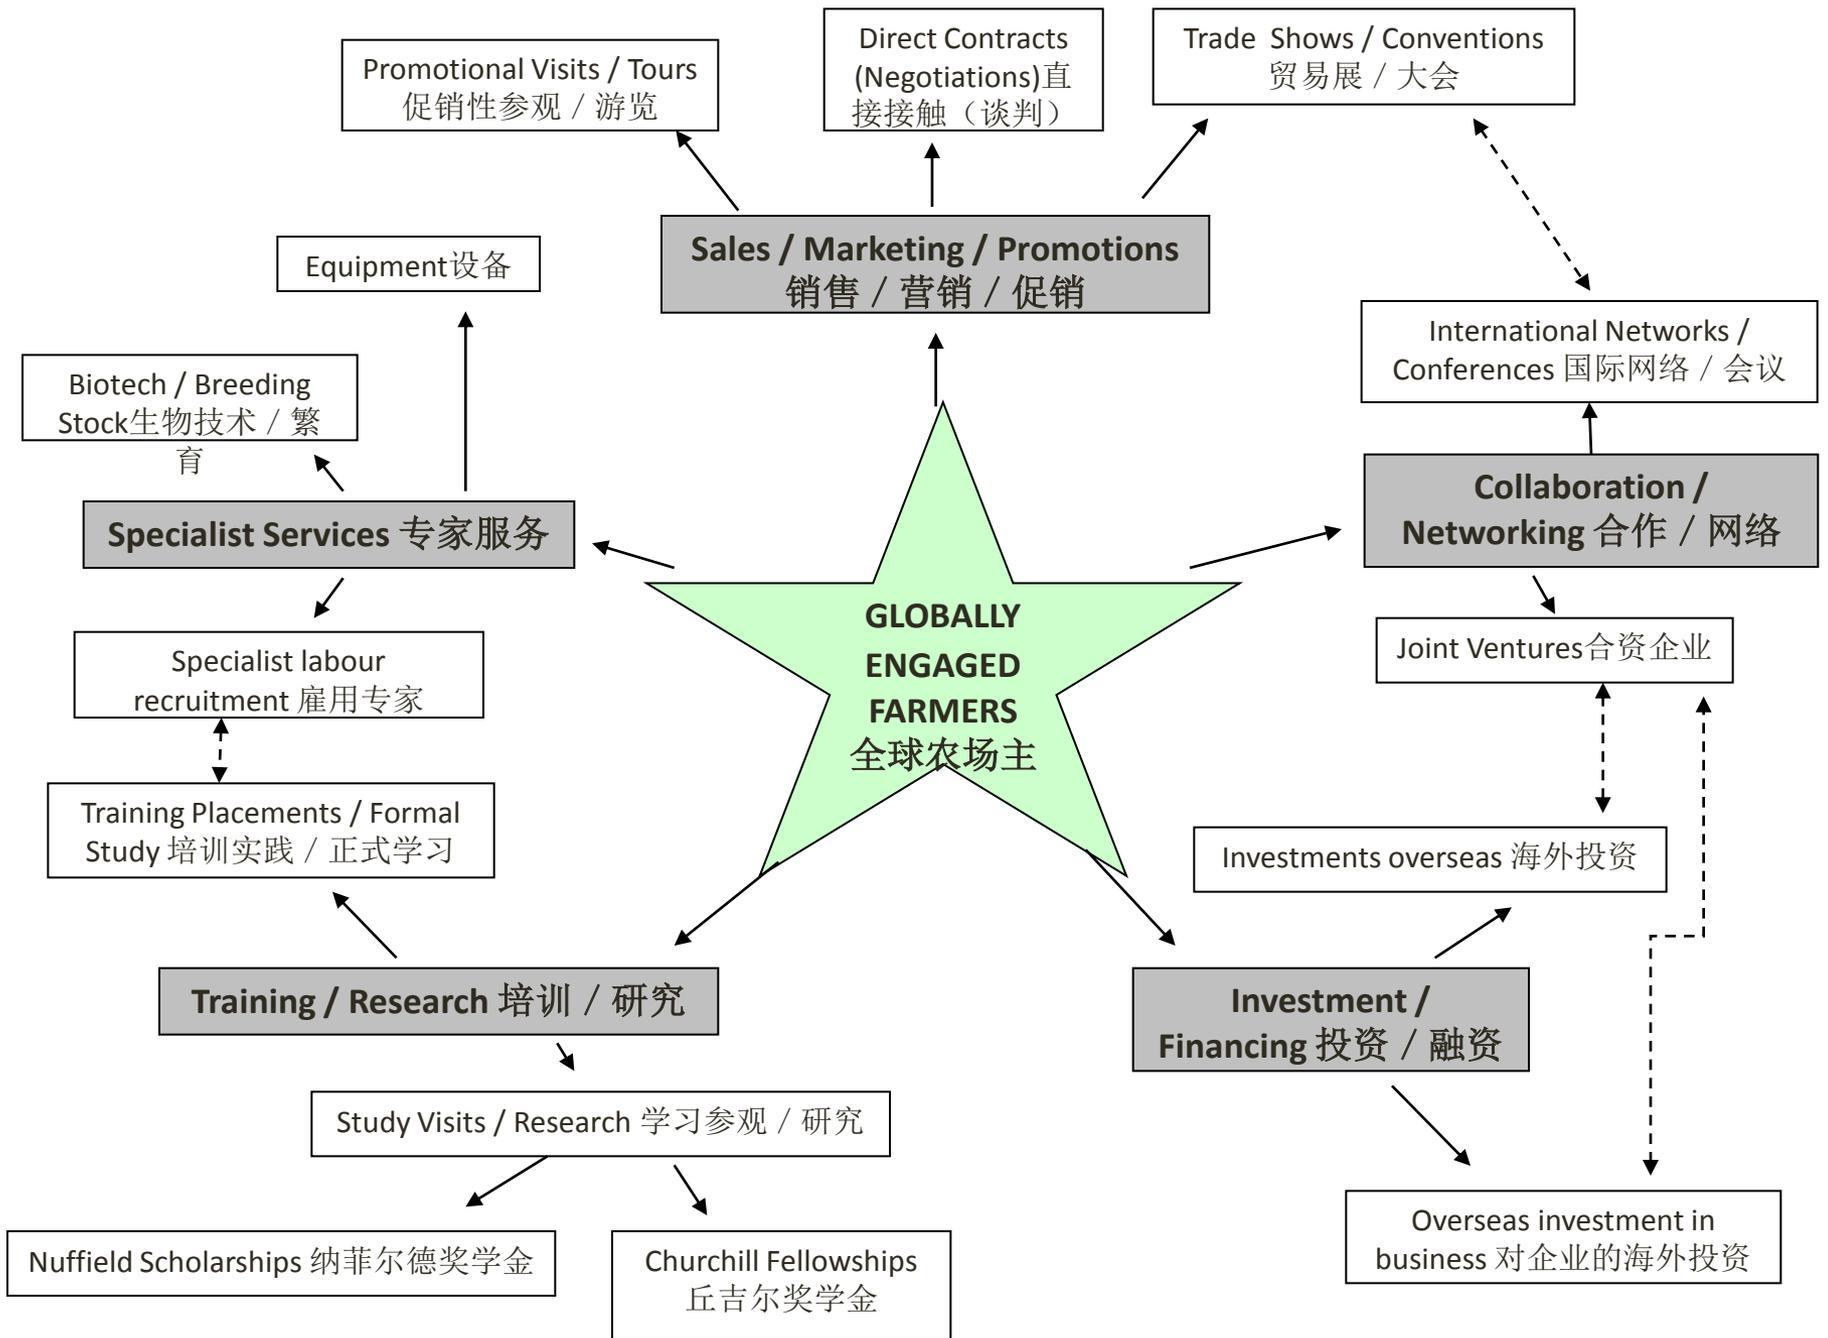 Promotional Visits / Tours
促销性参观 / 游览
Direct Contracts
(Negotiations)直
接接触（谈判）
Trade Shows / Conventions
贸易展 / 大会
Sales / Marketing / Promotions
销售 / 营销 / 促销
Equipment设备
International Networks /
Conferences 国际网络 / 会议
Biotech / Breeding
Stock生物技术 / 繁
育
Collaboration /
Networking 合作 / 网络
Specialist Services 专家服务
GLOBALLY
ENGAGED
FARMERS
全球农场主
Joint Ventures合资企业
Specialist labour
recruitment 雇用专家
Training Placements / Formal
Study 培训实践 / 正式学习
Investments overseas 海外投资
Training / Research 培训 / 研究
Investment /
Financing 投资 / 融资
Study Visits / Research 学习参观 / 研究
Nuffield Scholarships 纳菲尔德奖学金
Churchill Fellowships
丘吉尔奖学金
Overseas investment in
business 对企业的海外投资